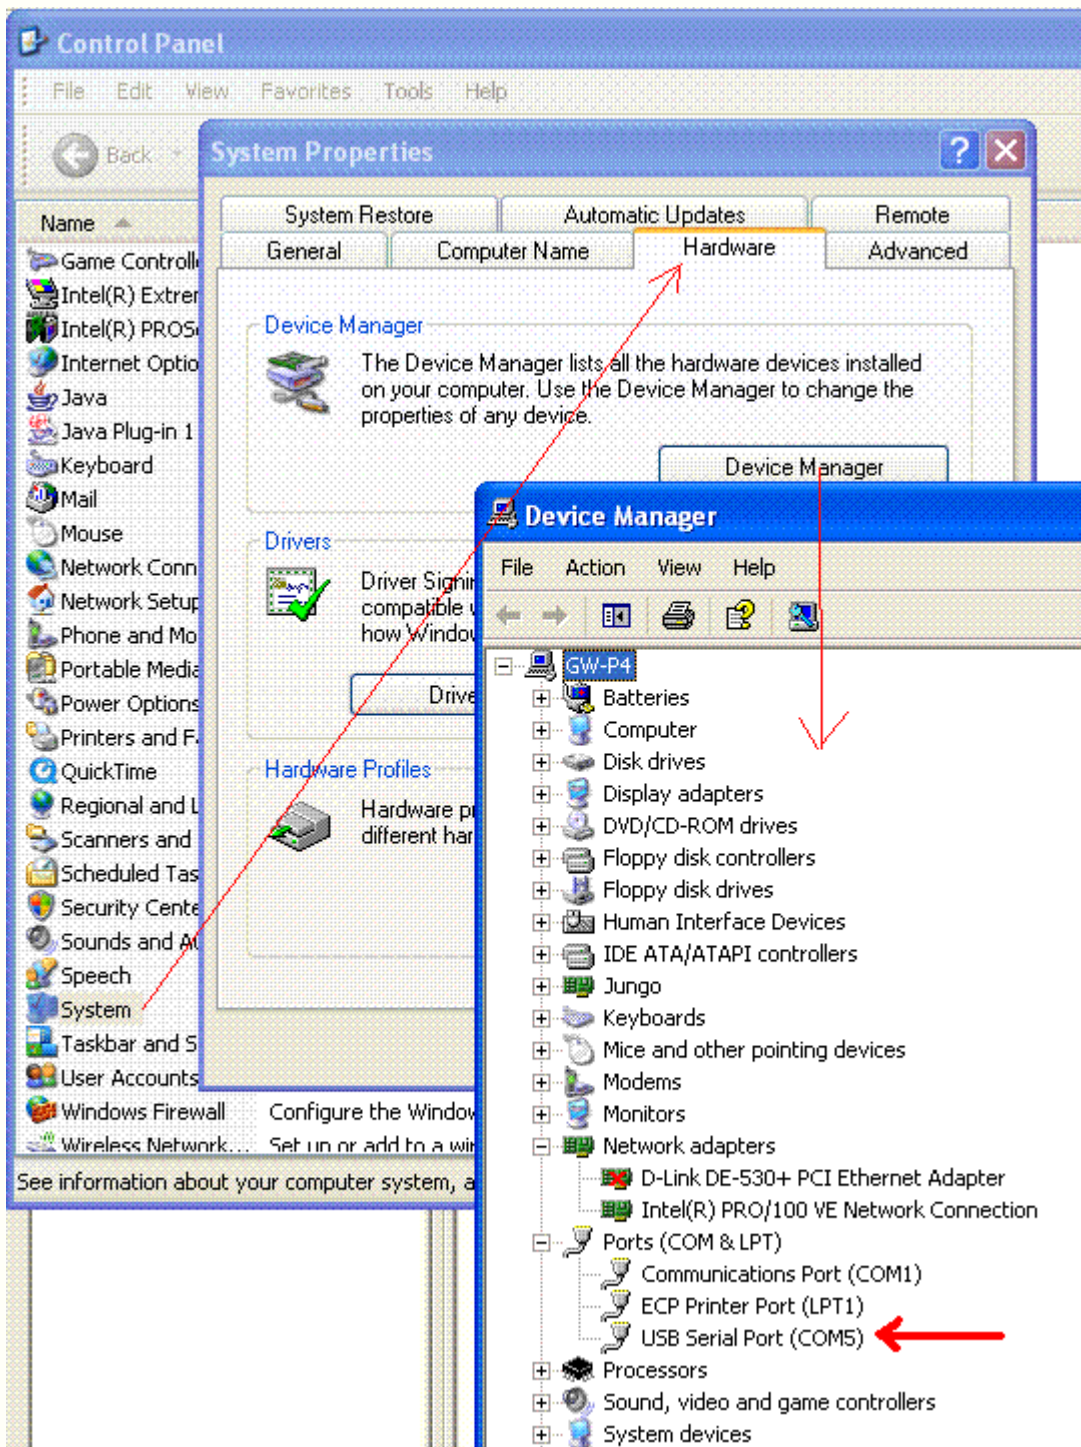 Control Panel
File Edit View Favorites Tools Help
Back
Name
Game Controll
Intel(R) Extrem
Intel(R) PROS
Internet Optio
Java
Java Plug-in 1
Keyboard
Mail
Mouse
Network Conn
Network Setup
Phone and Mo
Portable Media
Power Options
Printers and F
QuickTime
Regional and L
Scanners and
Scheduled Tas
Security Cente
Sounds and Au
Speech
System
Taskbar and S
User Accounts
Windows Firewall Configure the Window
Wireless Network... Set up or add to a wir
See information about your computer system, a
System Properties
System Restore Automatic Updates Remote
General Computer Name Hardware Advanced
Device Manager
The Device Manager lists all the hardware devices installed
on your computer. Use the Device Manager to change the
properties of any device.
Device Manager
Drivers
Driver Signin
compatible
how Window
Drive
Hardware Profiles
Hardware pr
different har
Device Manager
File Action View Help
GW-P4
Batteries
Computer
Disk drives
Display adapters
DVD/CD-ROM drives
Floppy disk controllers
Floppy disk drives
Human Interface Devices
IDE ATA/ATAPI controllers
Jungo
Keyboards
Mice and other pointing devices
Modems
Monitors
Network adapters
D-Link DE-530+ PCI Ethernet Adapter
Intel(R) PRO/100 VE Network Connection
Ports (COM & LPT)
Communications Port (COM1)
ECP Printer Port (LPT1)
USB Serial Port (COM5)
Processors
Sound, video and game controllers
System devices